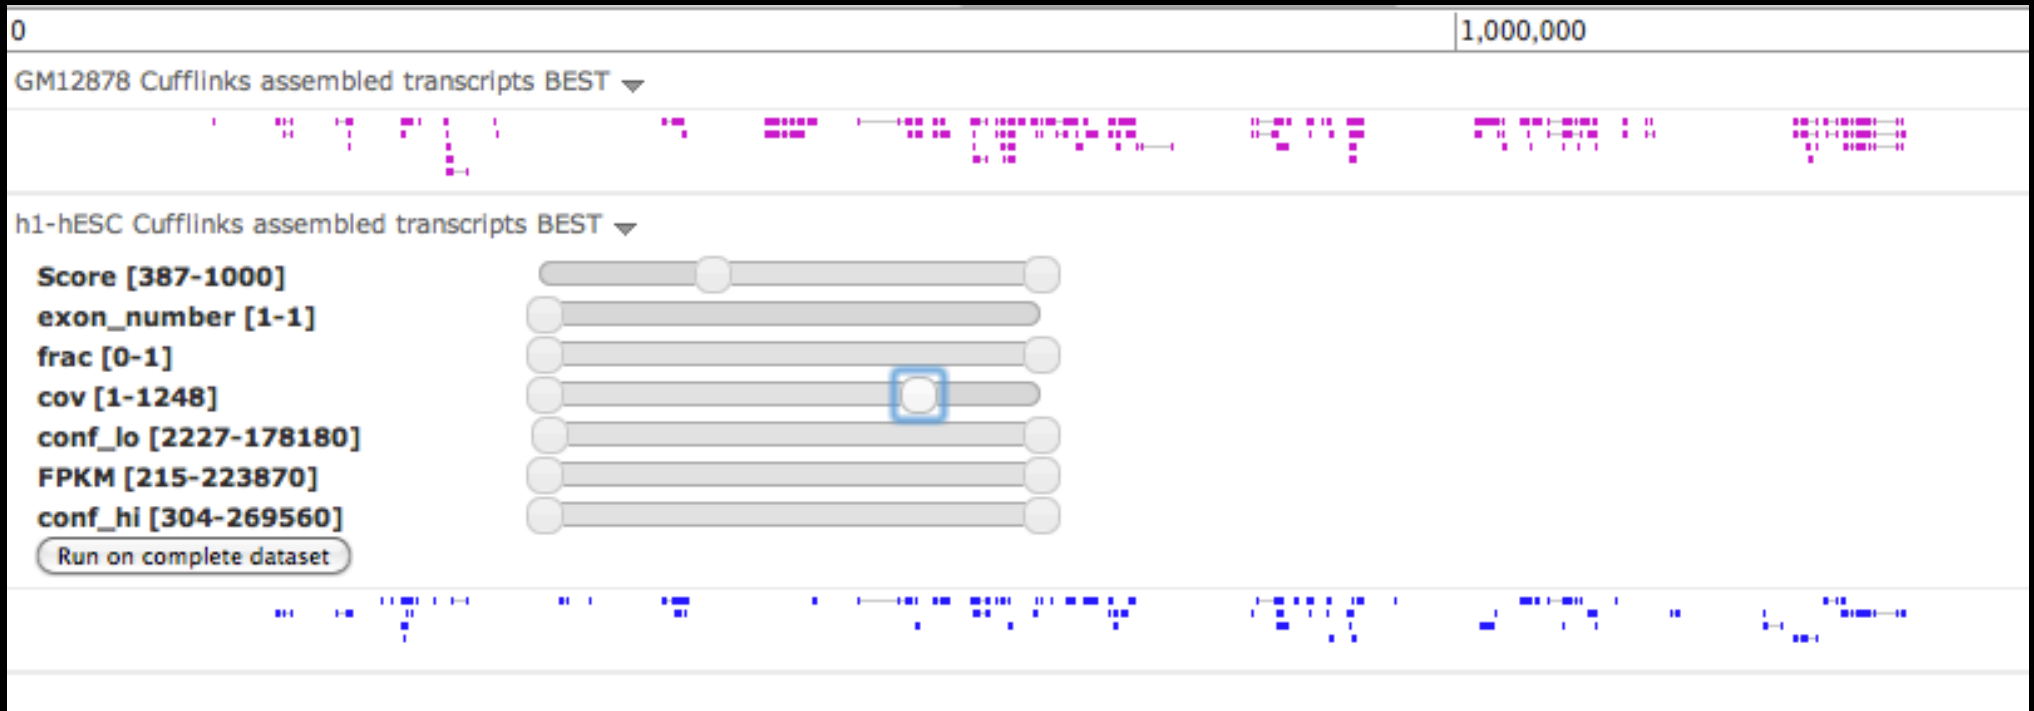 0 1,000,000
GM12878 Cufflinks assembled transcripts BEST
h1-hESC Cufflinks assembled transcripts BEST
Score [387-1000]
exon_number [1-1]
frac [0-1]
cov [1-1248]
conf_lo [2227-178180]
FPKM [215-223870]
conf_hi [304-269560]
Run on complete dataset